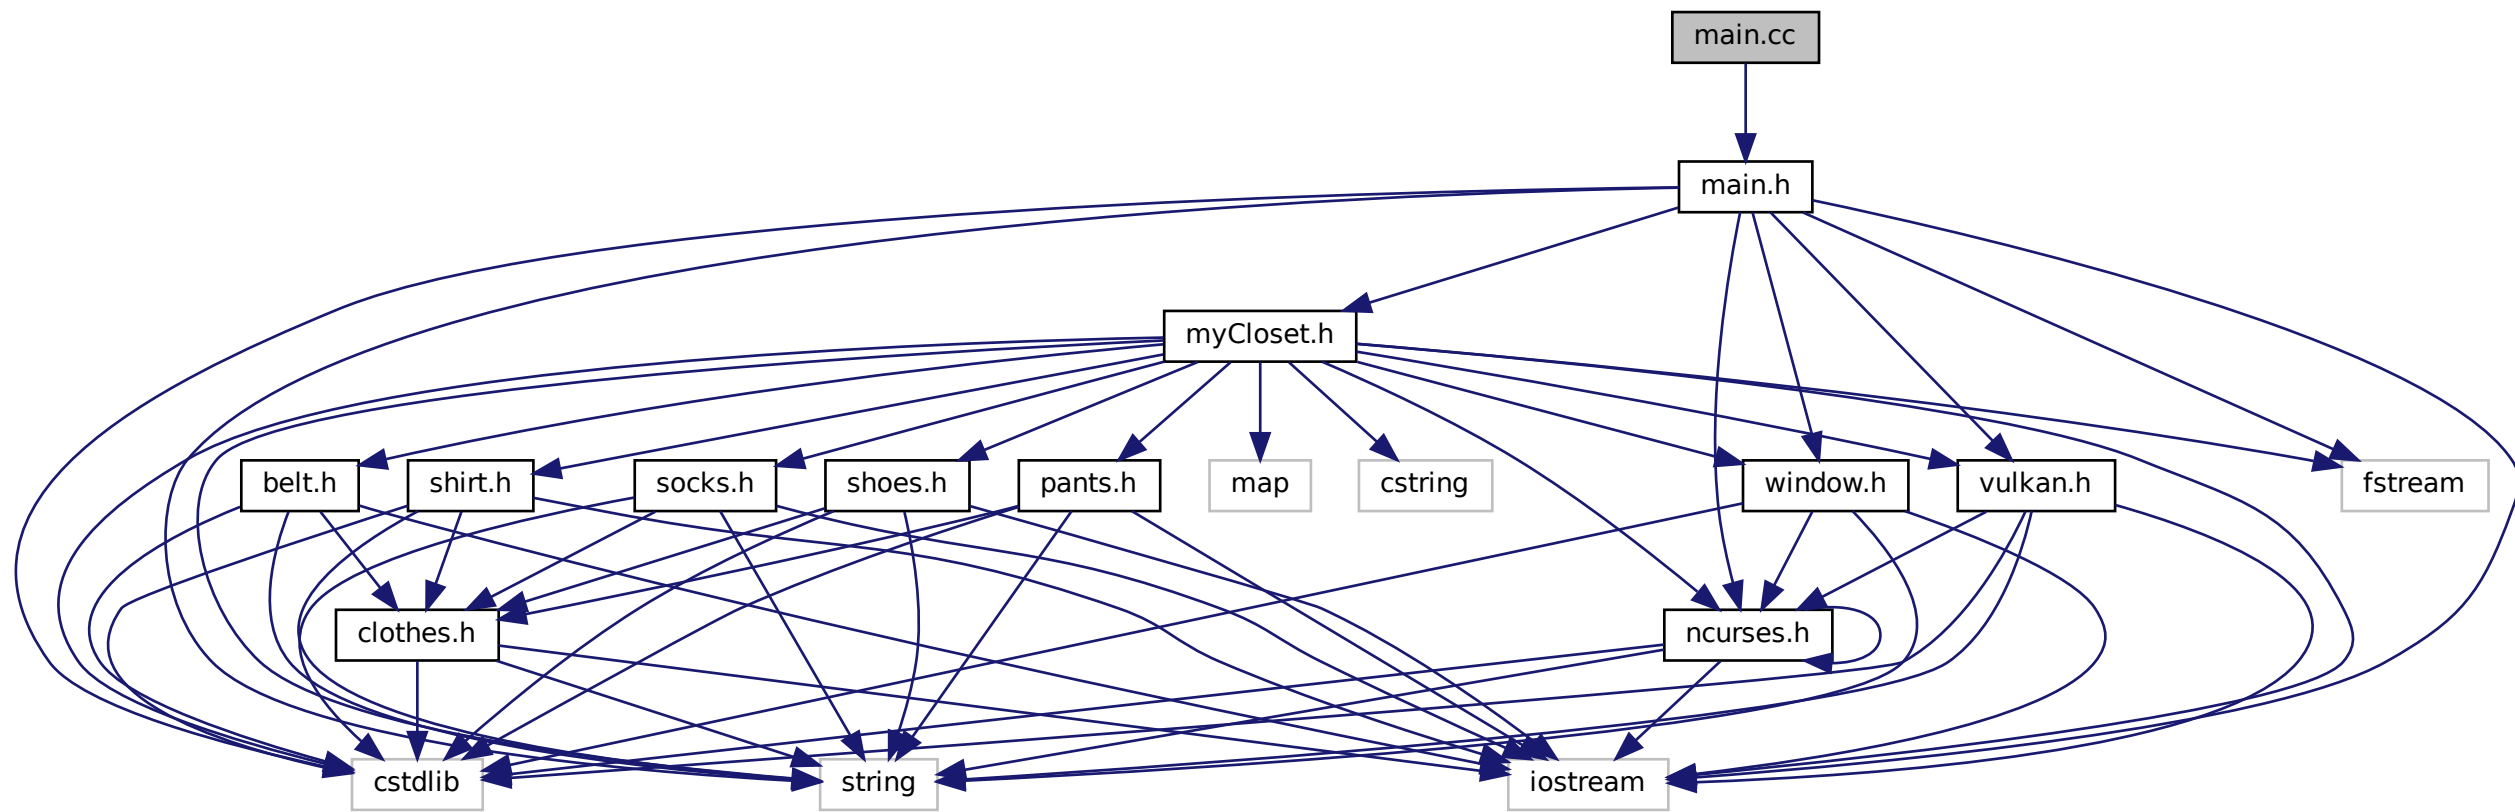 main.cc
main.h
myCloset.h
belt.h
shirt.h
socks.h
shoes.h
pants.h
map
cstring
window.h
vulkan.h
fstream
clothes.h
ncurses.h
cstdlib
string
iostream